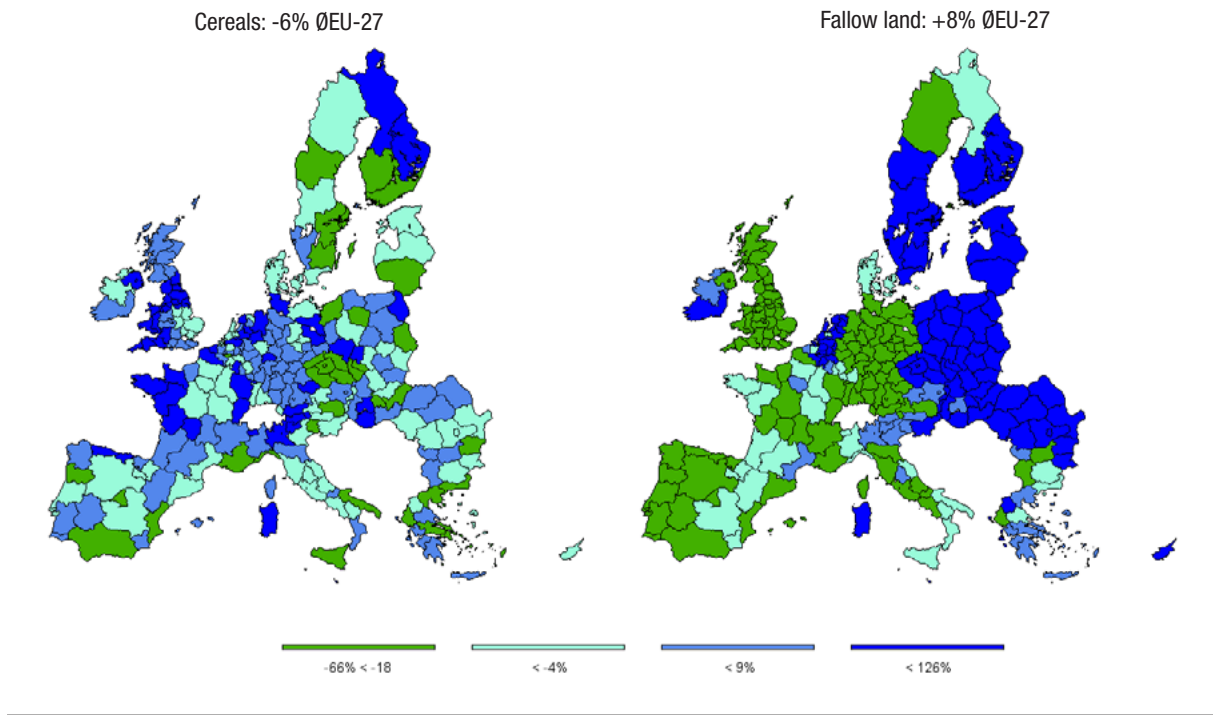 Cereals: -6% ØEU-27
Fallow land: +8% ØEU-27
-66% < -18
< -4%
< 9%
< 126%